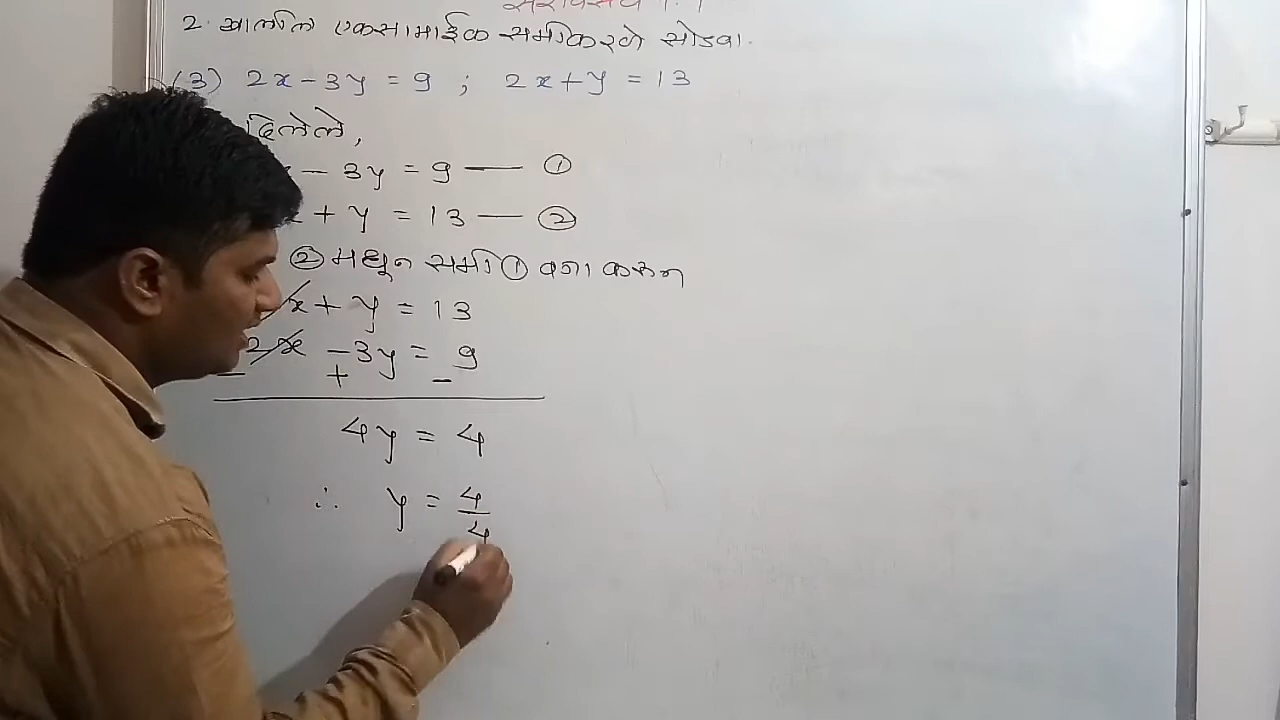 2. खालील एकसामाईक समीकरणे सोडवा.
(3) 2x - 3y = 9 ; 2x + y = 13
दिलेले,
x - 3y = 9 — ①
x + y = 13 — ②
② मधून समी ① वजा करून
x + y = 13
2x - 3y = 9
- + -
4y = 4
∴ y = 4/4